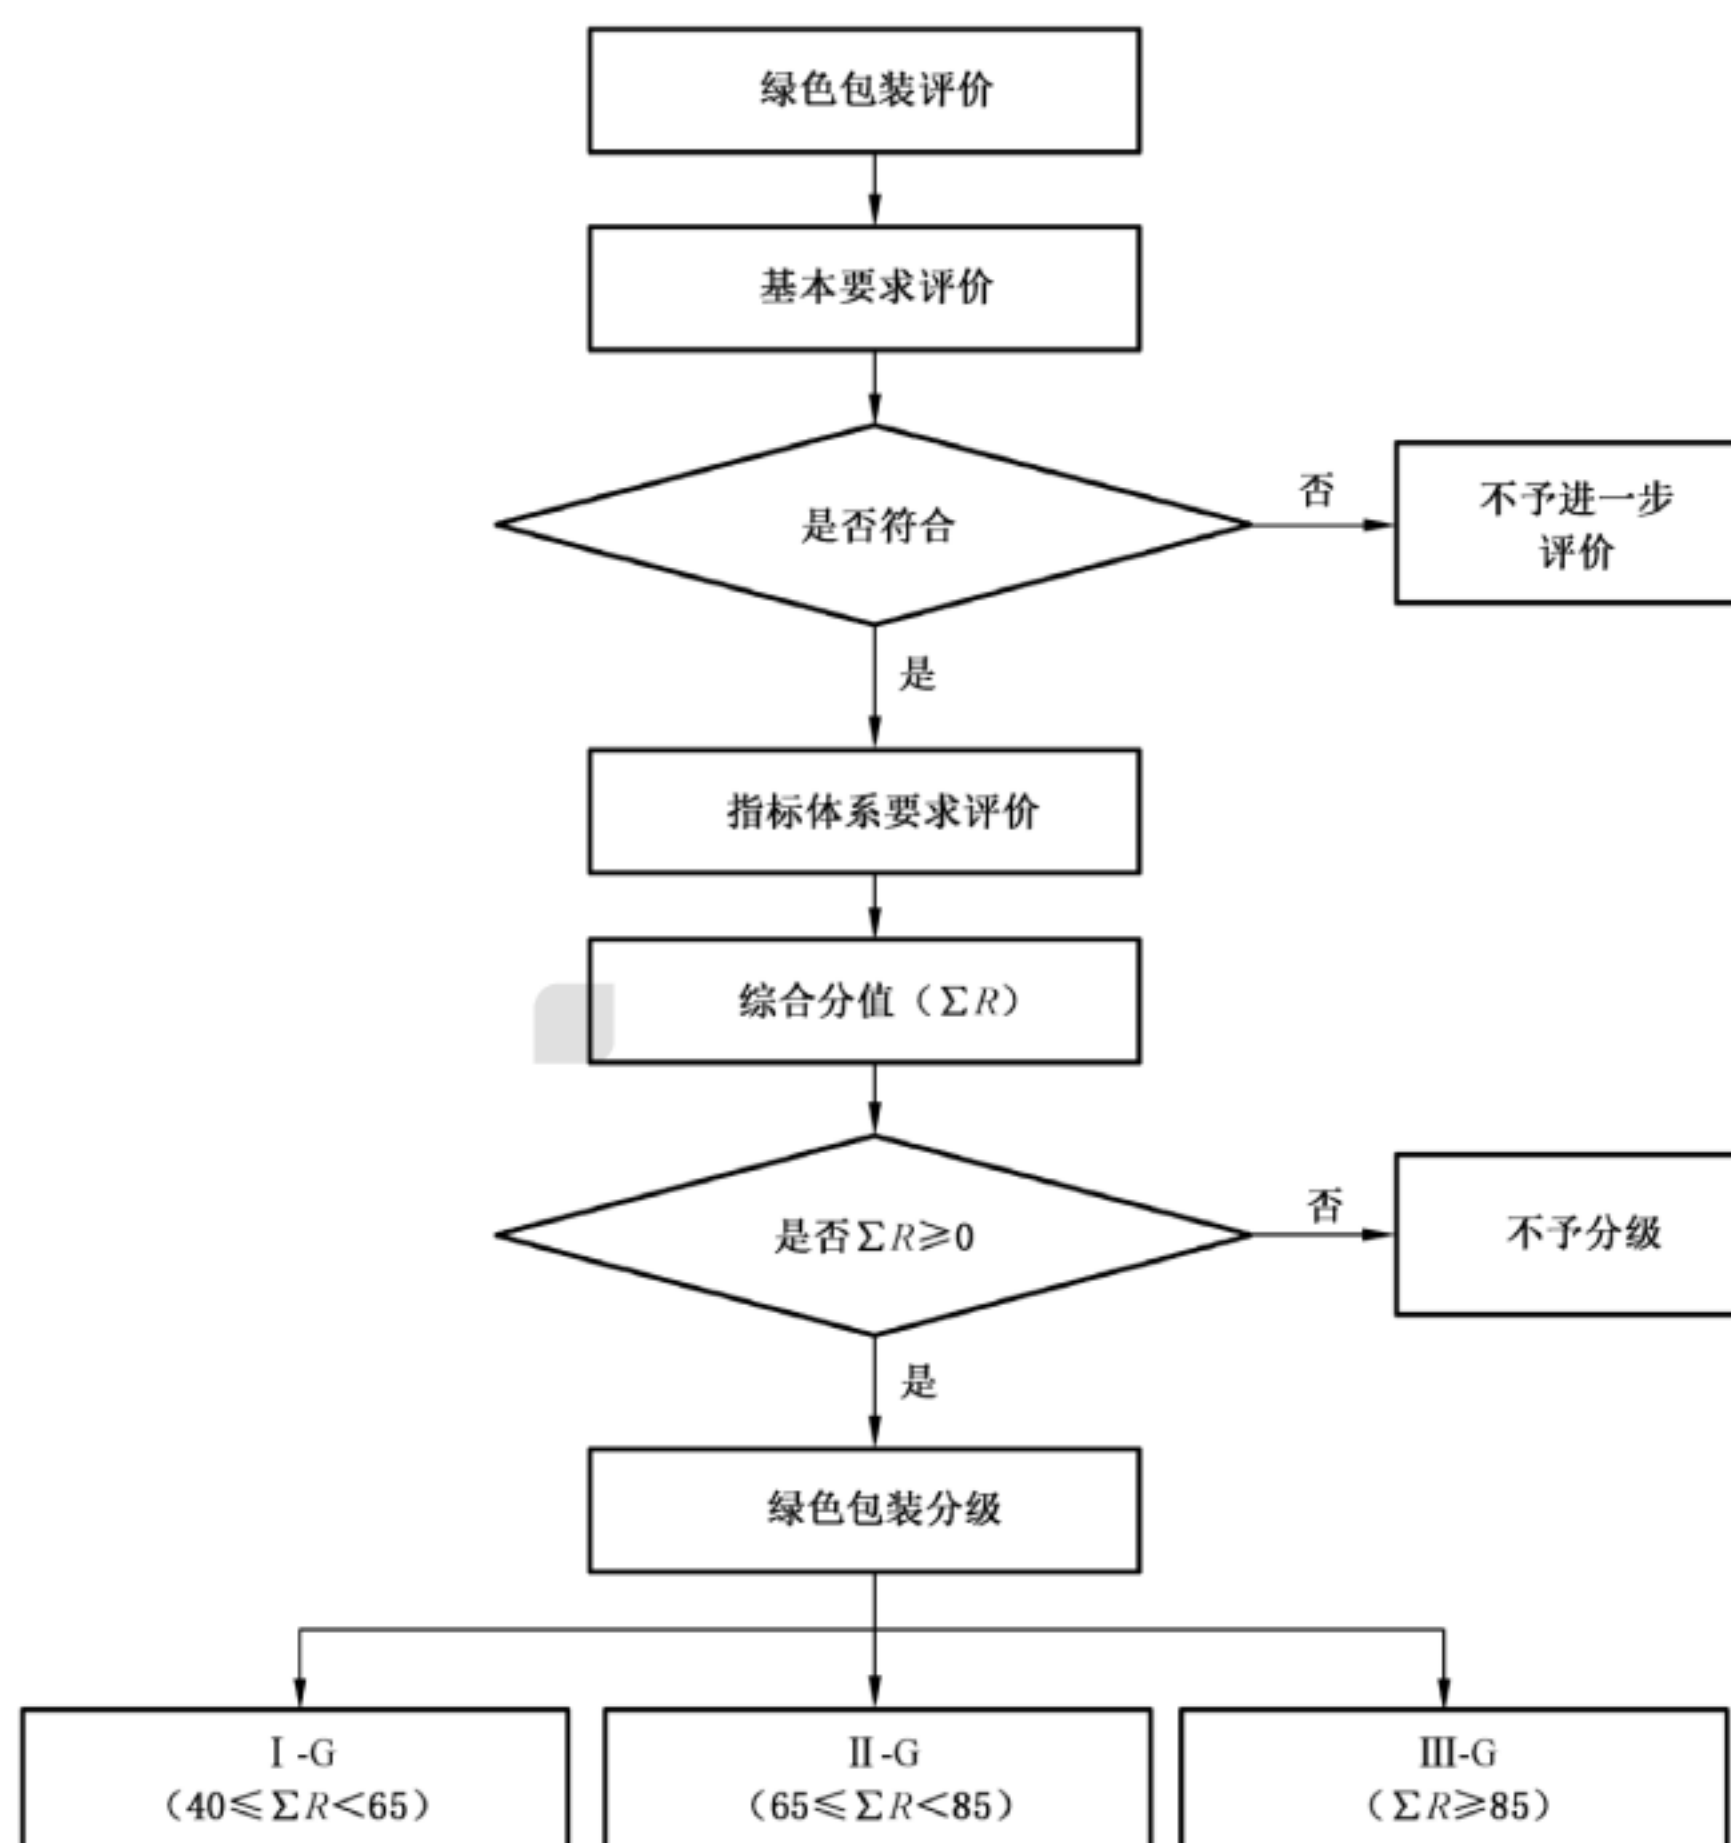 绿色包装评价
基本要求评价
是否符合
否
不予进一步
评价
是
指标体系要求评价
综合分值（ΣR）
是否ΣR≥0
否
不予分级
是
绿色包装分级
Ⅰ-G
（40≤ΣR<65）
Ⅱ-G
（65≤ΣR<85）
Ⅲ-G
（ΣR≥85）